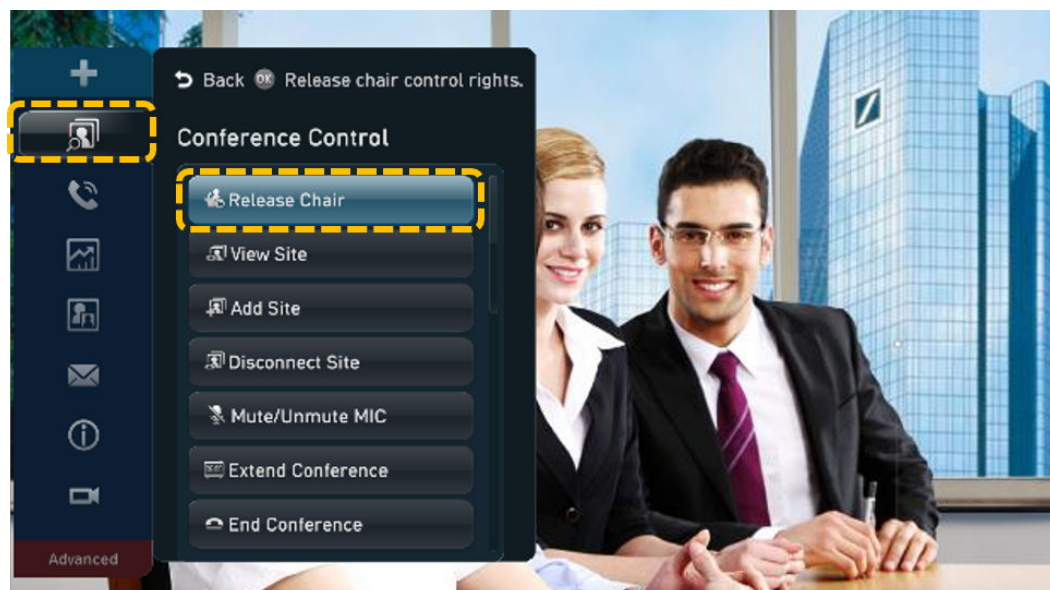 Back OK Release chair control rights.
Conference Control
Release Chair
View Site
Add Site
Disconnect Site
Mute/Unmute MIC
Extend Conference
End Conference
Advanced